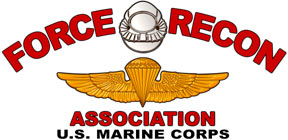 FORCE RECON
ASSOCIATION
U.S. MARINE CORPS